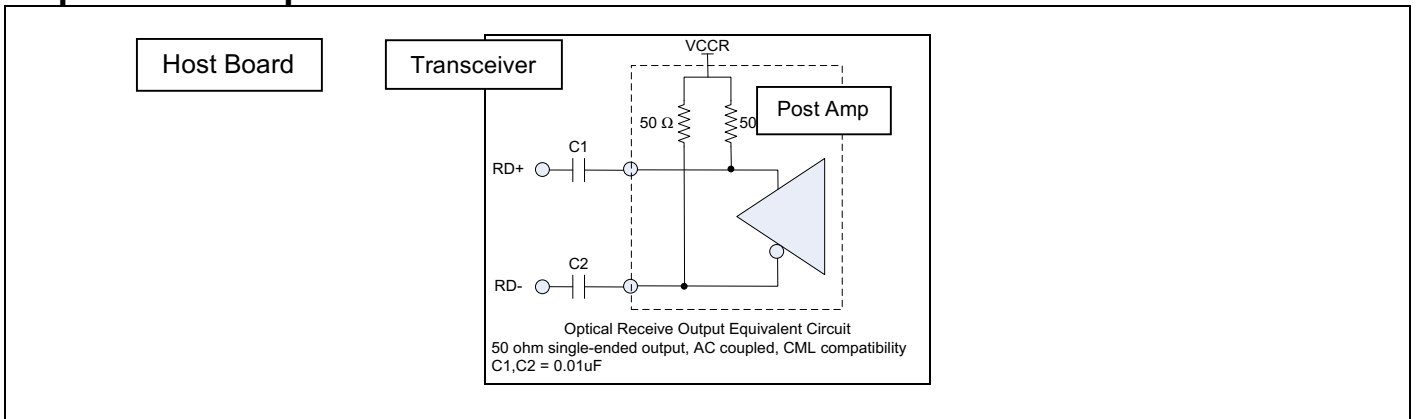 Host Board
Transceiver
VCCR
Post Amp
50 Ω
50
C1
RD+
C2
RD-
Optical Receive Output Equivalent Circuit
50 ohm single-ended output, AC coupled, CML compatibility
C1,C2 = 0.01uF